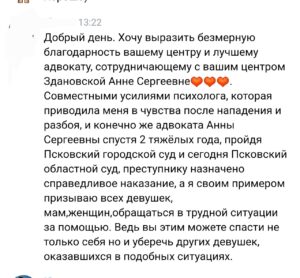 13:22
Добрый день. Хочу выразить безмерную
благодарность вашему центру и лучшему
адвокату, сотрудничающему с вашим центром
Здановской Анне Сергеевне❤❤❤.
Совместными усилиями психолога, которая
приводила меня в чувства после нападения и
разбоя, и конечно же адвоката Анны
Сергеевны спустя 2 тяжёлых года, пройдя
Псковский городской суд и сегодня Псковский
областной суд, преступнику назначено
справедливое наказание, а я своим примером
призываю всех девушек,
мам,женщин,обращаться в трудной ситуации
за помощью. Ведь вы этим можете спасти не
только себя но и уберечь других девушек,
оказавшихся в подобных ситуациях.